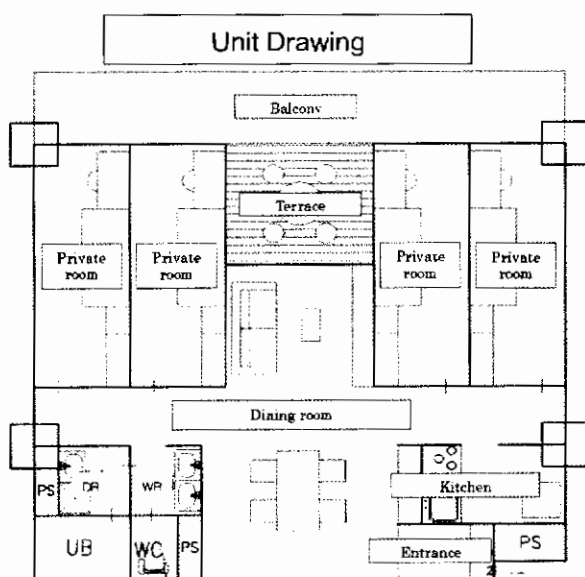 Unit Drawing
Balcony
Terrace
Private
room
Private
room
Private
room
Private
room
Dining room
PS
DR
WR
Kitchen
UB
WC
PS
Entrance
PS